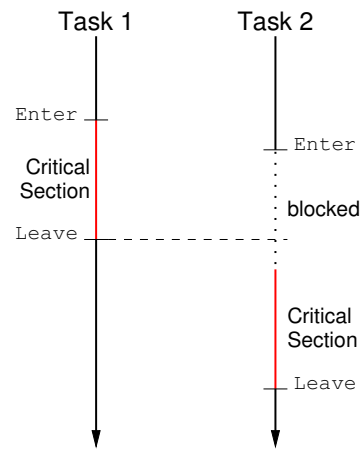 Task 1
Task 2
Enter
Enter
Critical
Section
blocked
Leave
Critical
Section
Leave